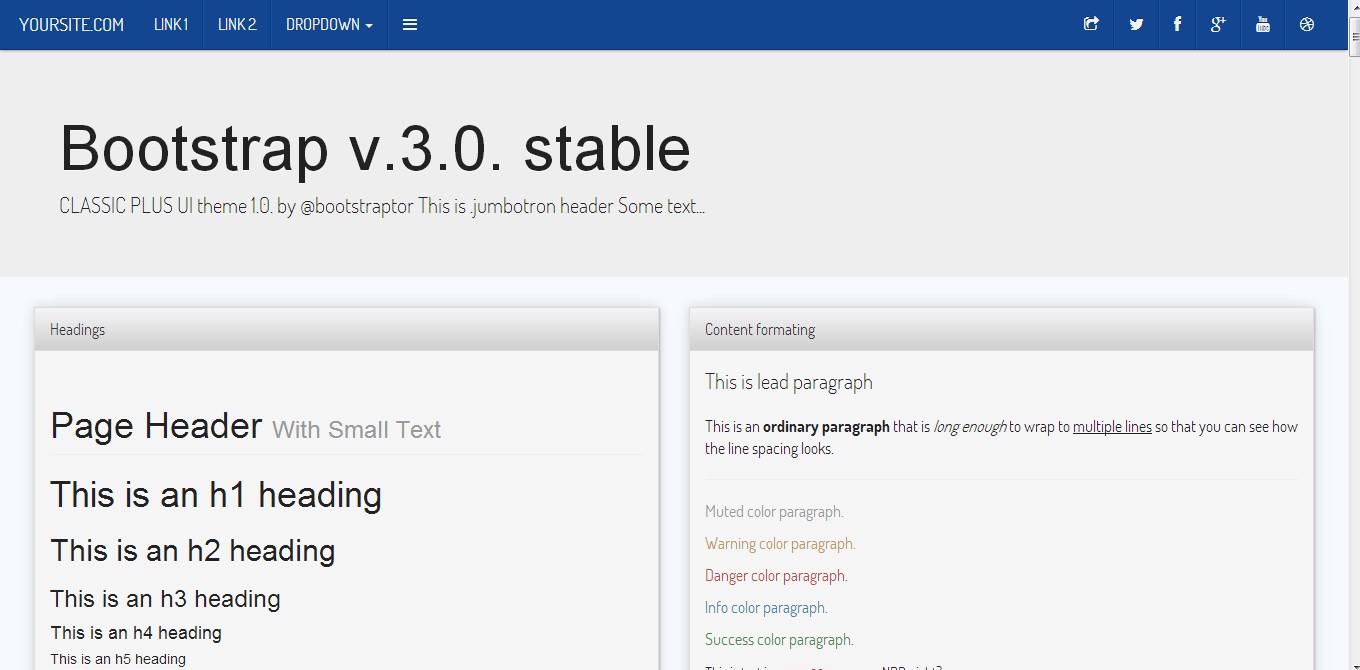 YOURSITE.COM LINK 1 LINK 2 DROPDOWN
Bootstrap v.3.0. stable
CLASSIC PLUS UI theme 1.0. by @bootstraptor This is .jumbotron header Some text...
Headings
Page Header With Small Text
This is an h1 heading
This is an h2 heading
This is an h3 heading
This is an h4 heading
This is an h5 heading
Content formating
This is lead paragraph
This is an ordinary paragraph that is long enough to wrap to multiple lines so that you can see how
the line spacing looks.
Muted color paragraph.
Warning color paragraph.
Danger color paragraph.
Info color paragraph.
Success color paragraph.